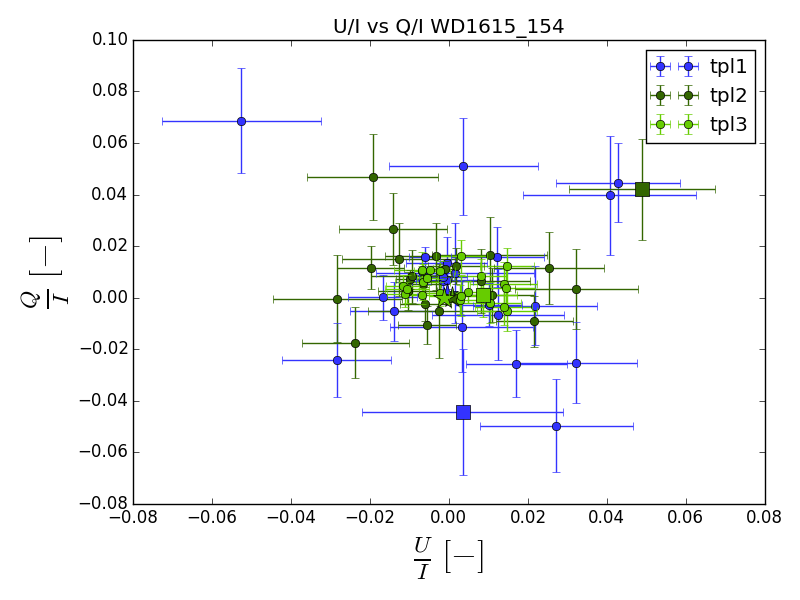 U/I vs Q/I WD1615_154
0.10
0.08
0.06
0.04
0.02
0.00
−0.02
−0.04
−0.06
−0.08
Q/I [−]
tpl1
tpl2
tpl3
−0.08 −0.06 −0.04 −0.02 0.00 0.02 0.04 0.06 0.08
U/I [−]